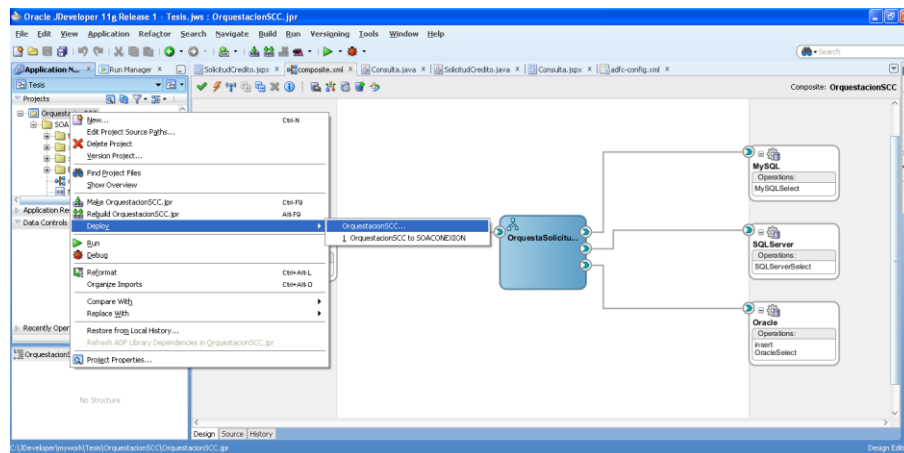 Oracle JDeveloper 11g Release 1 - Tesis.jws : OrquestacionSCC.jpr
File Edit View Application Refactor Search Navigate Build Run Versigning Tools Window Help
Search
Application N... Run Manager SolicitudCredito.jspx composite.xml Consulta.java SolicitudCredito.java Consulta.jspx adfc-config.xml
Tesis
Composite: OrquestacionSCC
Projects
SOA
New... Ctrl-N
Edit Project Source Paths...
Delete Project
Version Project...
Find Project Files
Show Overview
Make OrquestacionSCC.jpr Ctrl-F9
Rebuild OrquestacionSCC.jpr Alt-F9
Deploy
OrquestacionSCC...
1. OrquestacionSCC to SOACONEXION
Run
Debug
Reformat Ctrl+Alt-L
Organize Imports Ctrl+Alt-O
Compare With
Replace With
Restore from Local History...
Refresh ADF Library Dependencies in OrquestacionSCC.jpr
Project Properties...
Application Re
Data Controls
Recently Oper
Orquestacion
No Structure
OrquestaSolicitu...
MySQL
Operations:
MySQLSelect
SQLServer
Operations:
SQLServerSelect
Oracle
Operations:
insert
OracleSelect
Design Source History
C:\JDeveloper\mywork\Tesis\OrquestacionSCC\OrquestacionSCC.jpr
Design Edit